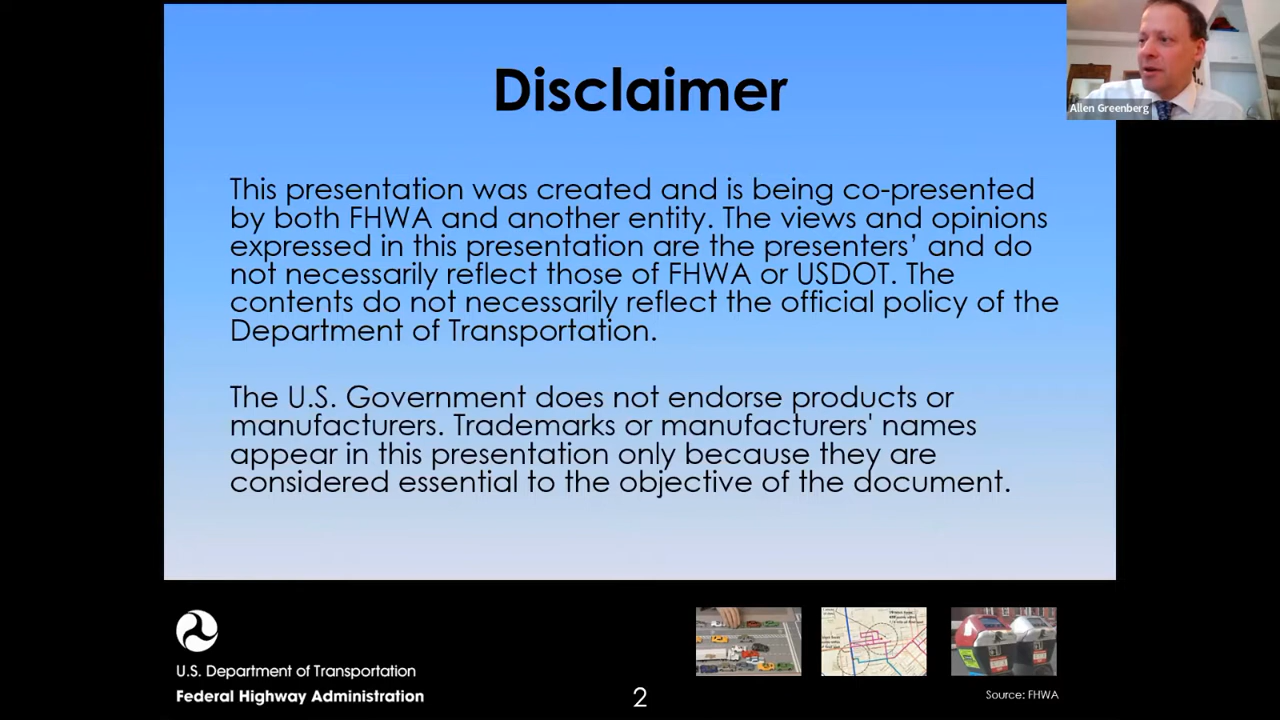 Disclaimer
Allen Greenberg
This presentation was created and is being co-presented
by both FHWA and another entity. The views and opinions
expressed in this presentation are the presenters’ and do
not necessarily reflect those of FHWA or USDOT. The
contents do not necessarily reflect the official policy of the
Department of Transportation.
The U.S. Government does not endorse products or
manufacturers. Trademarks or manufacturers' names
appear in this presentation only because they are
considered essential to the objective of the document.
U.S. Department of Transportation
Federal Highway Administration
2
Source: FHWA